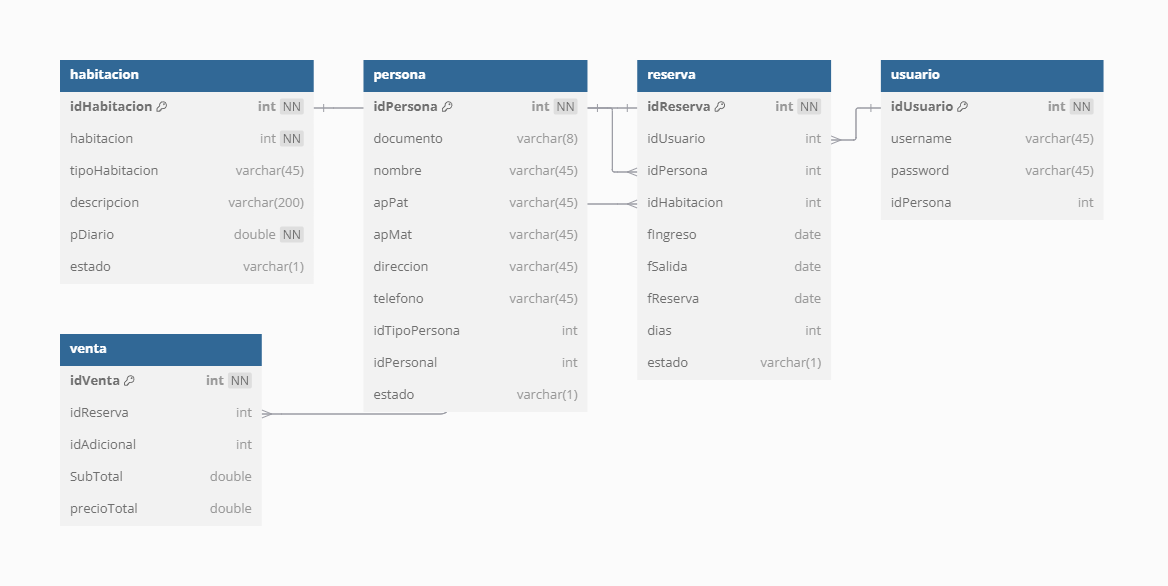 habitacion
idHabitacion int NN
habitacion int NN
tipoHabitacion varchar(45)
descripcion varchar(200)
pDiario double NN
estado varchar(1)
persona
idPersona int NN
documento varchar(8)
nombre varchar(45)
apPat varchar(45)
apMat varchar(45)
direccion varchar(45)
telefono varchar(45)
idTipoPersona int
idPersonal int
estado varchar(1)
reserva
idReserva int NN
idUsuario int
idPersona int
idHabitacion int
fIngreso date
fSalida date
fReserva date
dias int
estado varchar(1)
usuario
idUsuario int NN
username varchar(45)
password varchar(45)
idPersona int
venta
idVenta int NN
idReserva int
idAdicional int
SubTotal double
precioTotal double